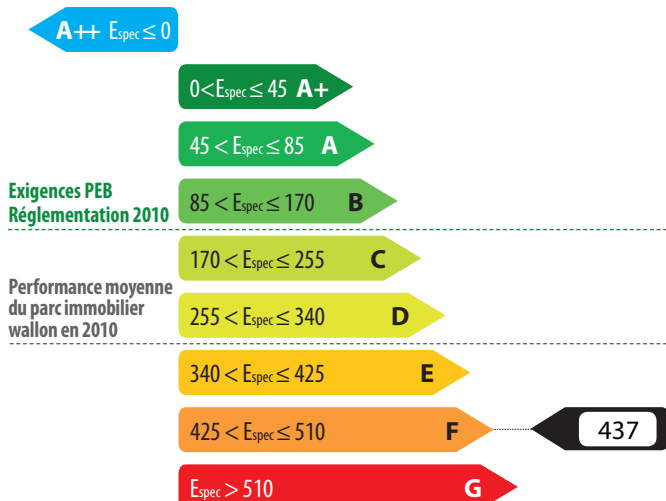 A++ Espec ≤ 0
0<Espec ≤ 45 A+
45 < Espec ≤ 85 A
Exigences PEB
Réglementation 2010
85 < Espec ≤ 170 B
170 < Espec ≤ 255 C
Performance moyenne
du parc immobilier
wallon en 2010
255 < Espec ≤ 340 D
340 < Espec ≤ 425 E
425 < Espec ≤ 510 F 437
Espec > 510 G